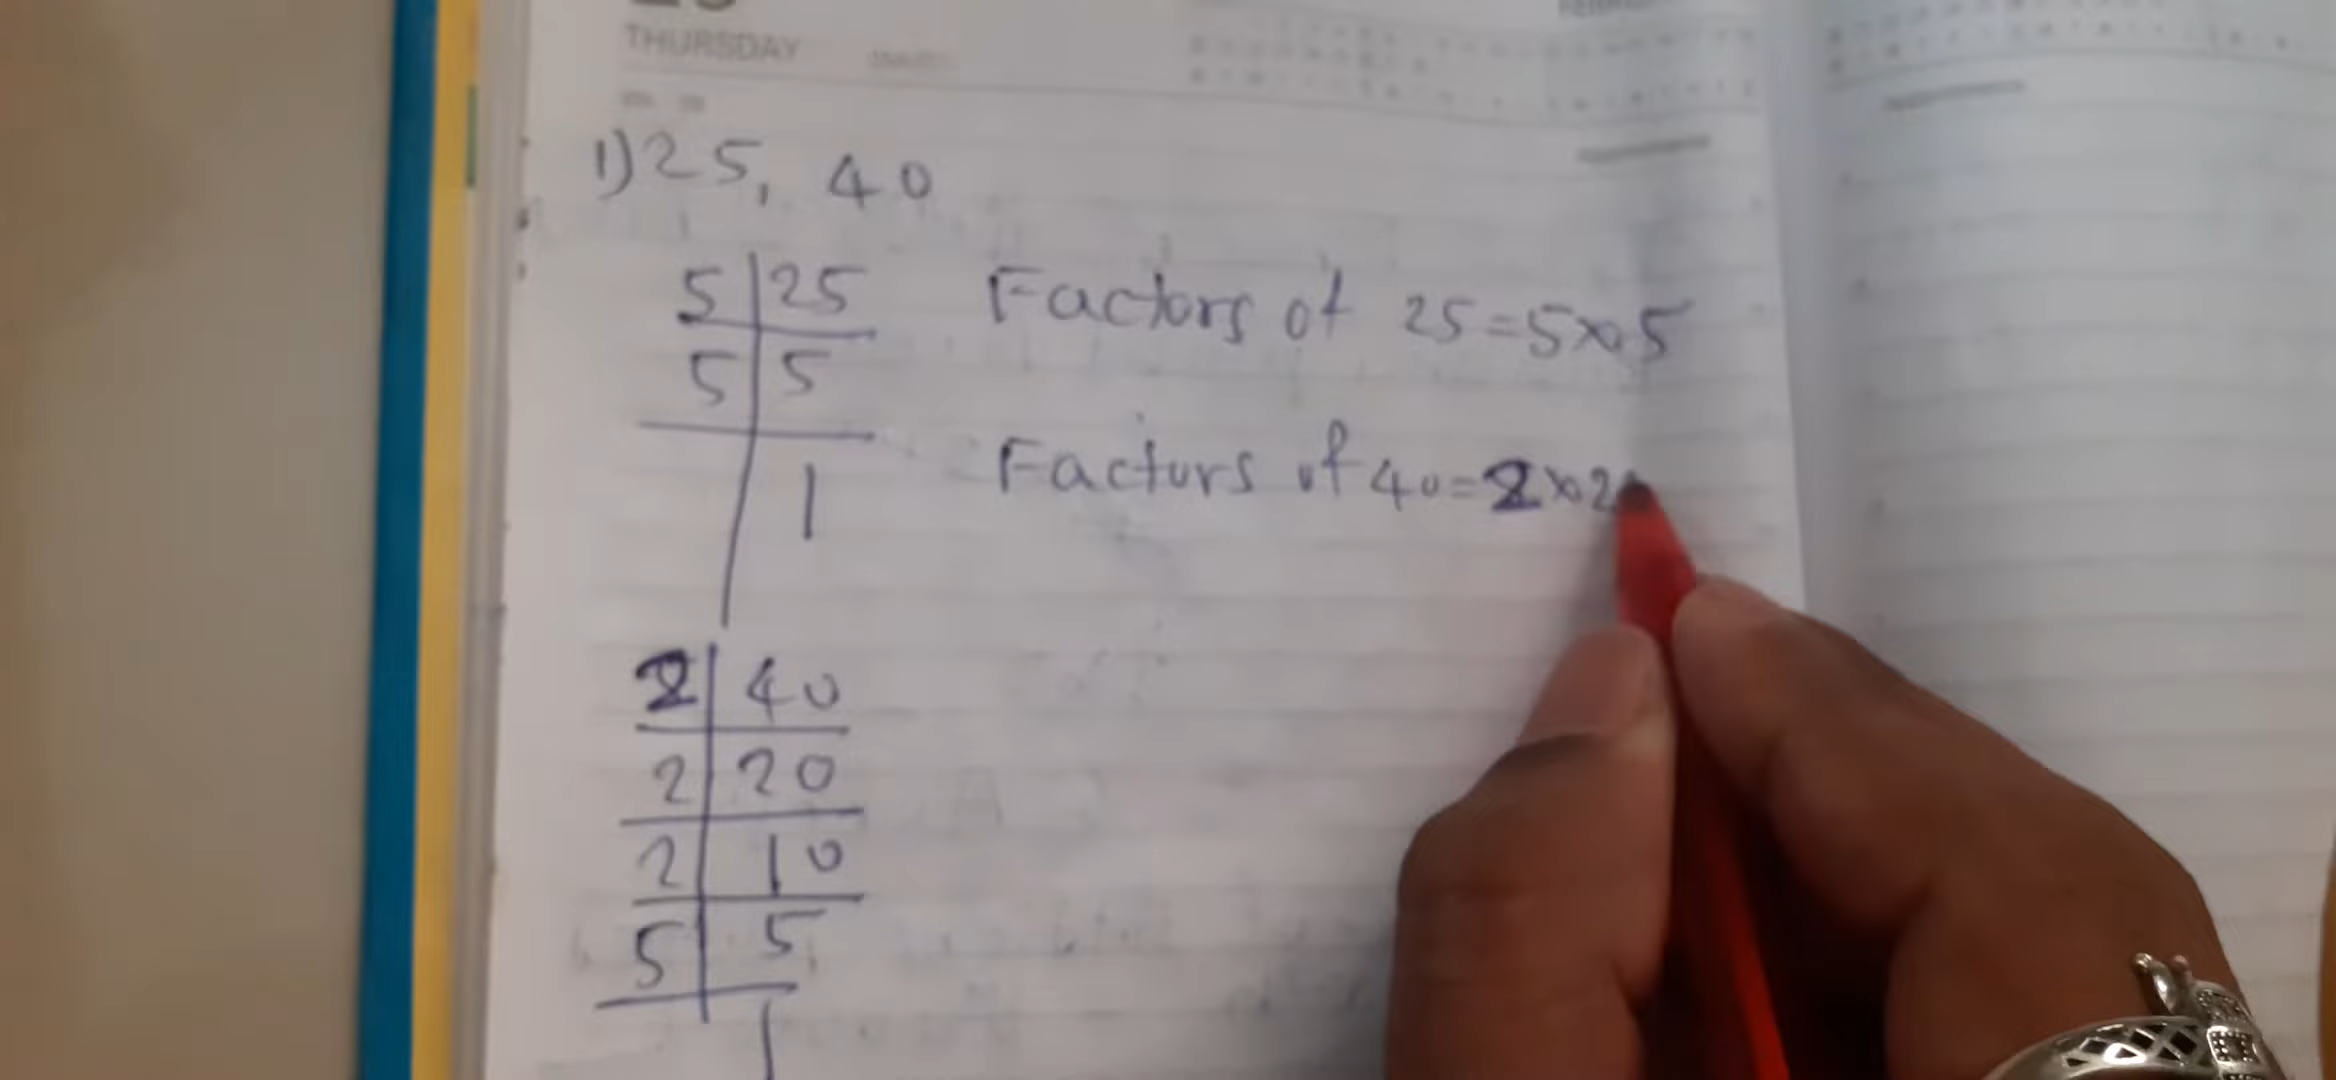 THURSDAY
1) 25, 40
5 | 25
5 | 5
1
Factors of 25 = 5 x 5
Factors of 40 = 2 x 2
2 | 40
2 | 20
2 | 10
5 | 5
1